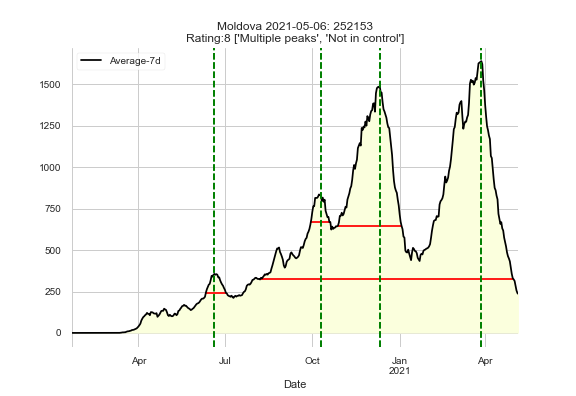 Moldova 2021-05-06: 252153
Rating:8 ['Multiple peaks', 'Not in control']
Average-7d
1500
1250
1000
750
500
250
0
Apr Jul Oct Jan Apr
2021
Date